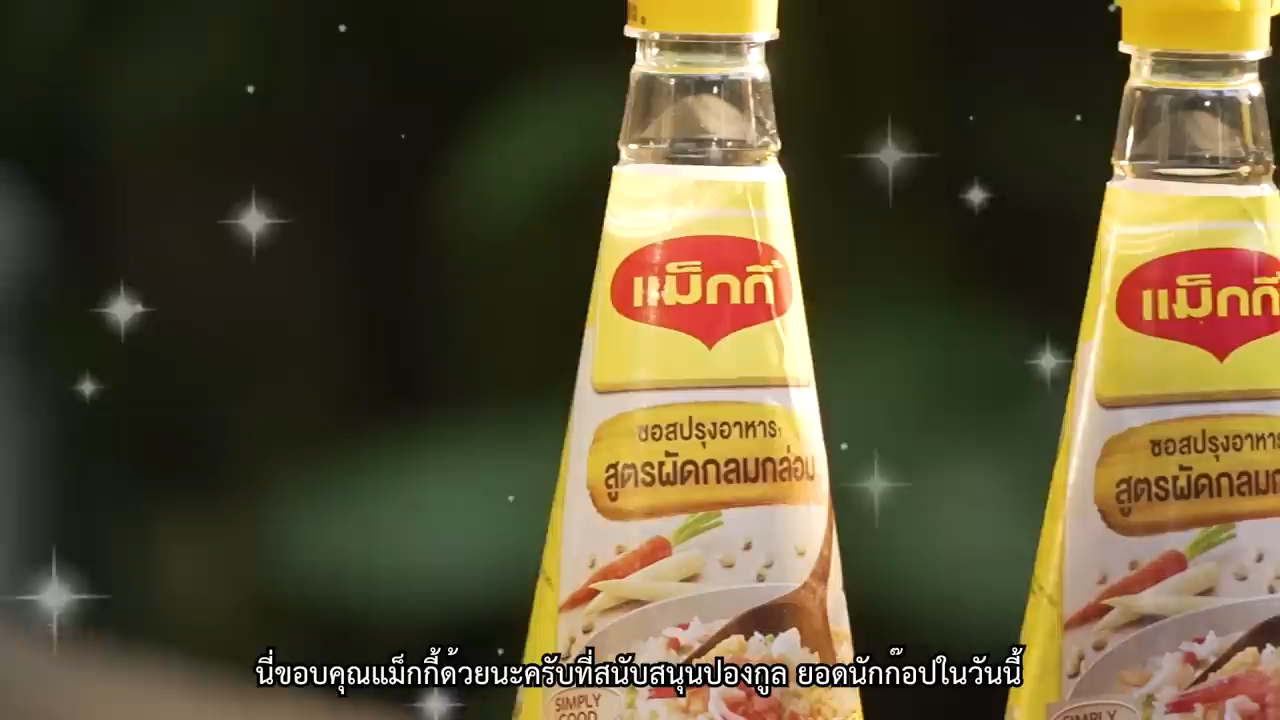 แม็กกี้
ซอสปรุงอาหาร
สูตรผัดกลมกล่อม
SIMPLY
GOOD
แม็กกี้
ซอสปรุงอาหาร
สูตรผัดกลม
SIMPLY
นี่ขอบคุณแม็กกี้ด้วยนะครับที่สนับสนุนปองกูล ยอดนักก๊อปในวันนี้